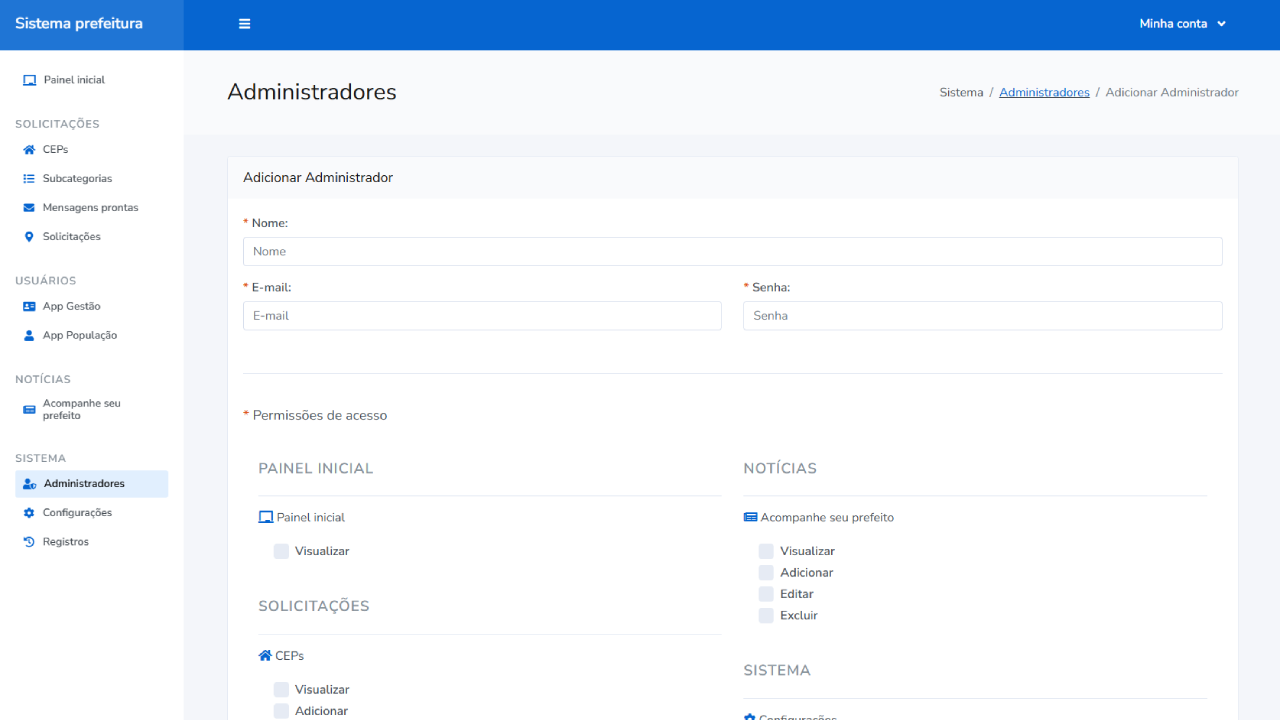 Sistema prefeitura
Minha conta
Painel inicial
SOLICITAÇÕES
CEPs
Subcategorias
Mensagens prontas
Solicitações
USUÁRIOS
App Gestão
App População
NOTÍCIAS
Acompanhe seu
prefeito
SISTEMA
Administradores
Configurações
Registros
Administradores
Sistema / Administradores / Adicionar Administrador
Adicionar Administrador
* Nome:
Nome
* E-mail:
E-mail
* Senha:
Senha
* Permissões de acesso
PAINEL INICIAL
Painel inicial
Visualizar
SOLICITAÇÕES
CEPs
Visualizar
Adicionar
NOTÍCIAS
Acompanhe seu prefeito
Visualizar
Adicionar
Editar
Excluir
SISTEMA
Configurações